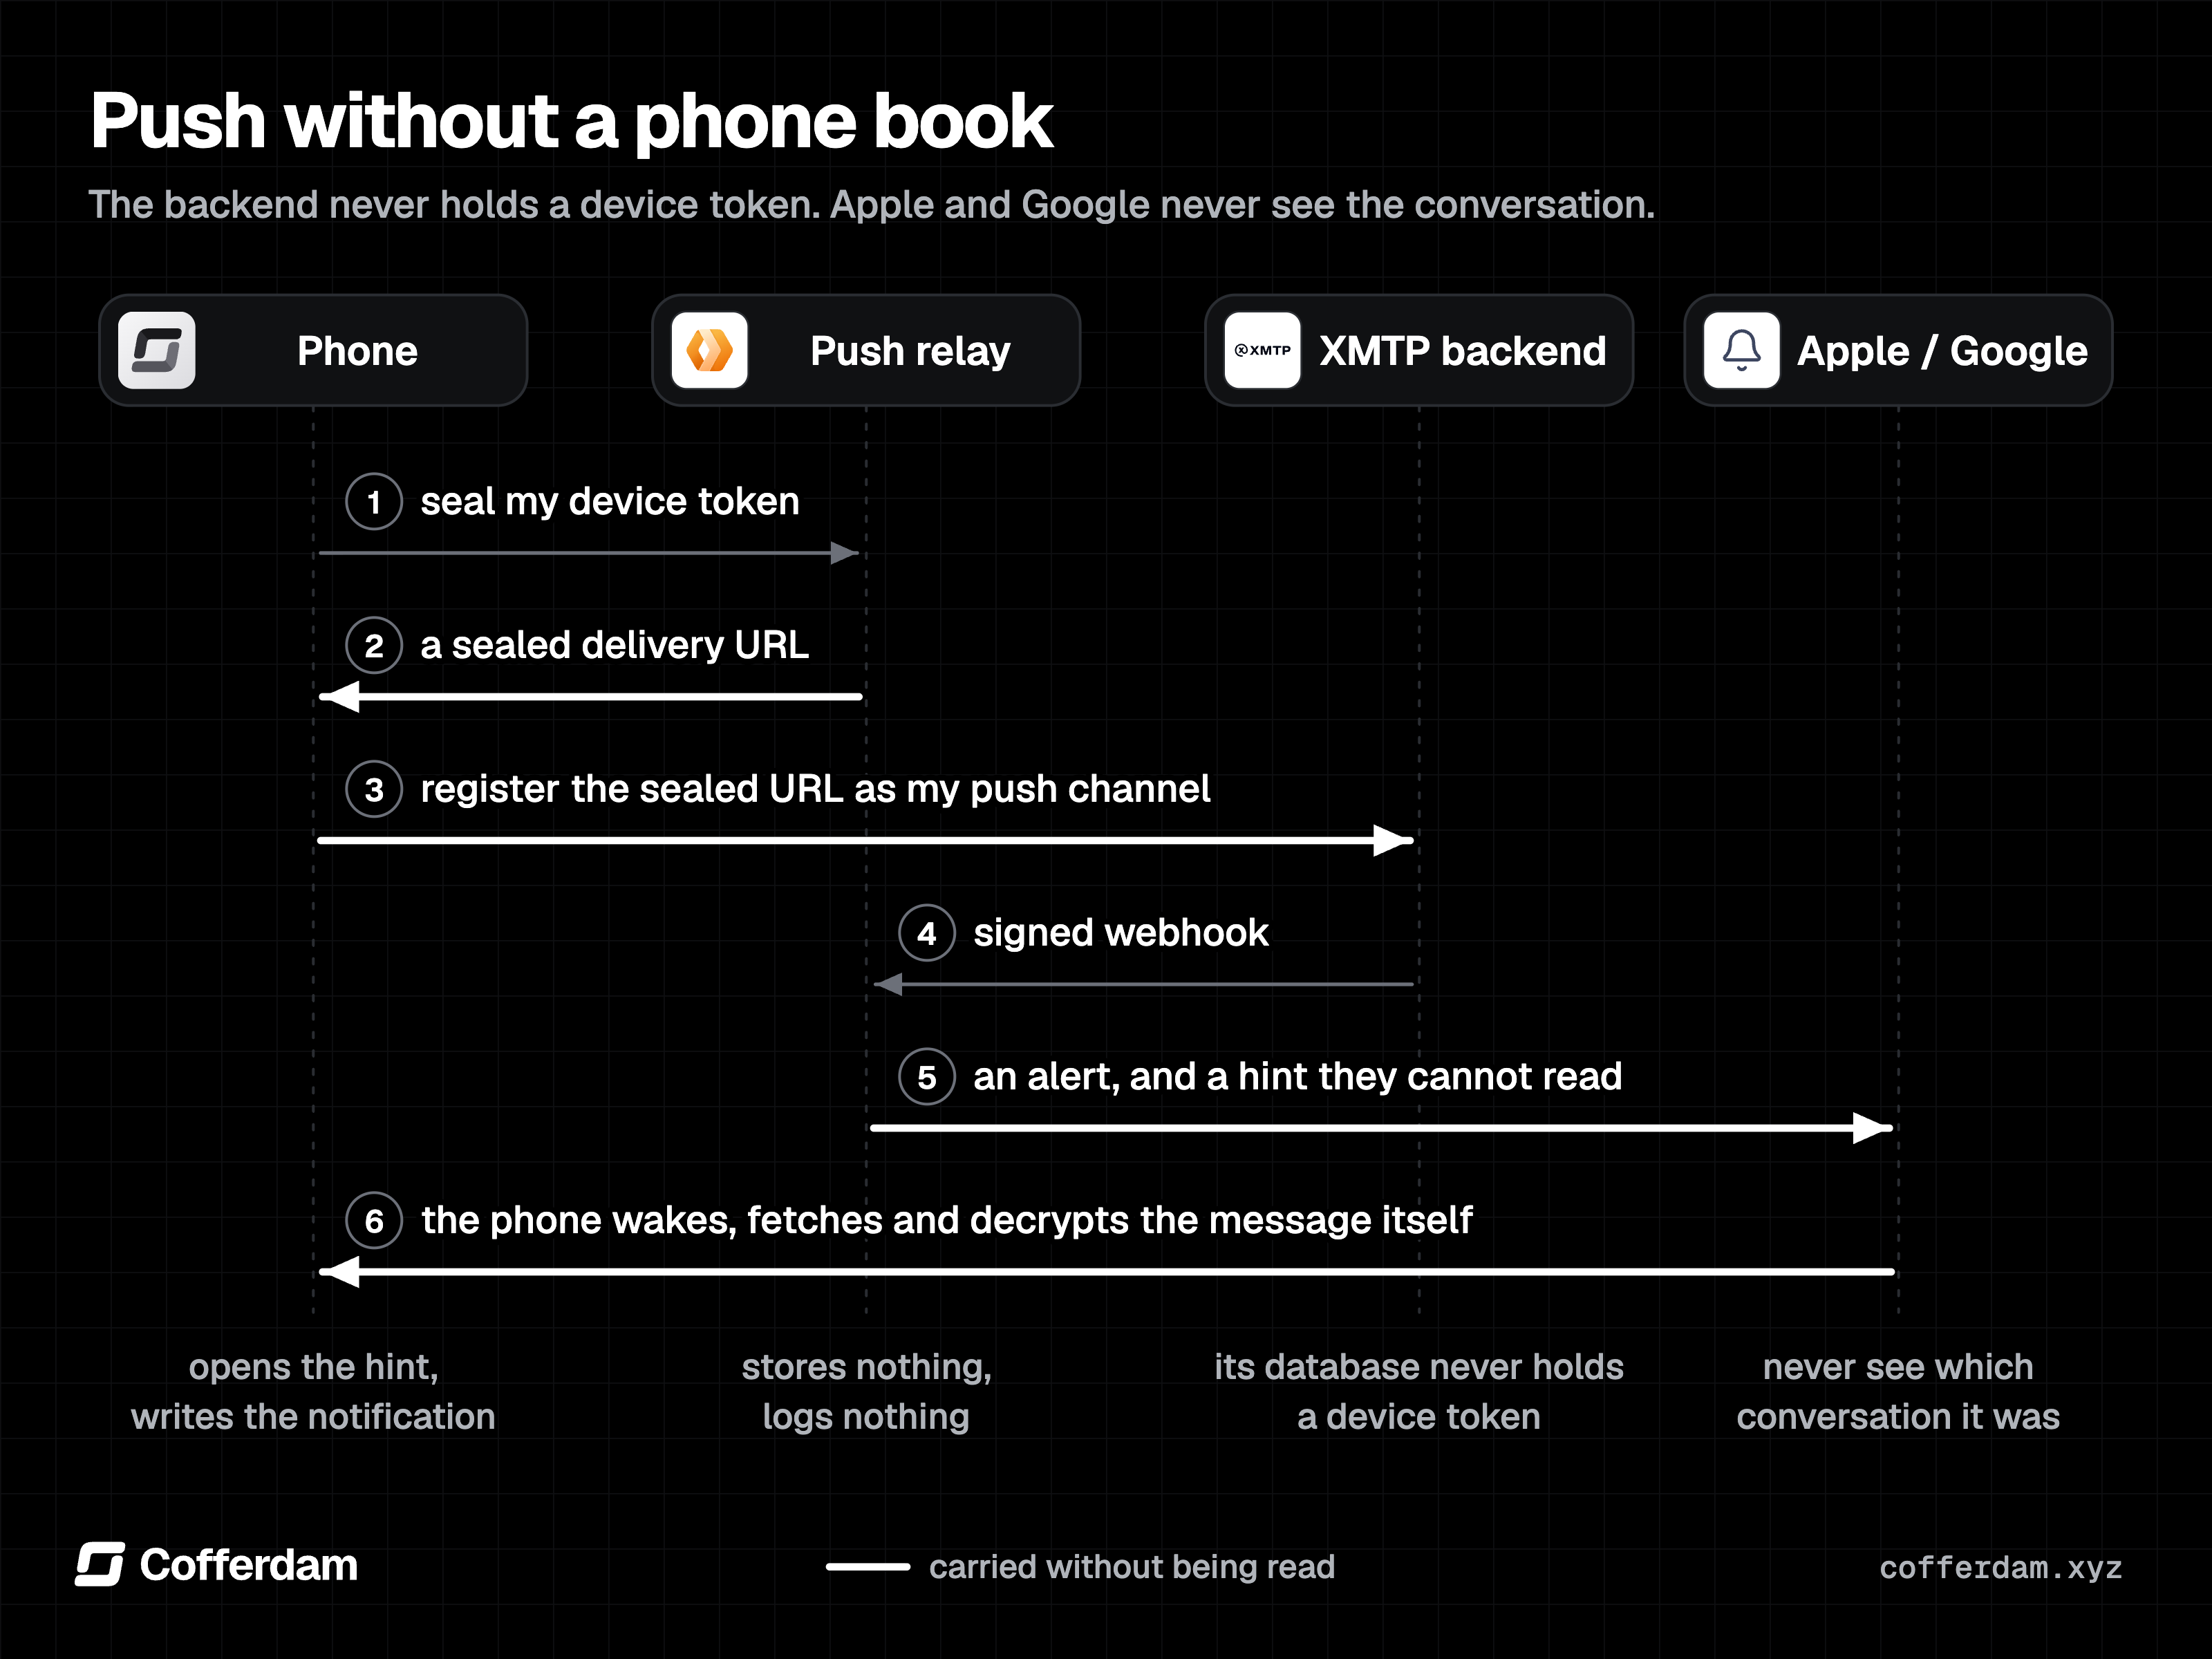 Push without a phone book
The backend never holds a device token. Apple and Google never see the conversation.
Phone
Push relay
XMTP
XMTP backend
Apple / Google
1 seal my device token
2 a sealed delivery URL
3 register the sealed URL as my push channel
4 signed webhook
5 an alert, and a hint they cannot read
6 the phone wakes, fetches and decrypts the message itself
opens the hint,
writes the notification
stores nothing,
logs nothing
its database never holds
a device token
never see which
conversation it was
Cofferdam
carried without being read
cofferdam.xyz